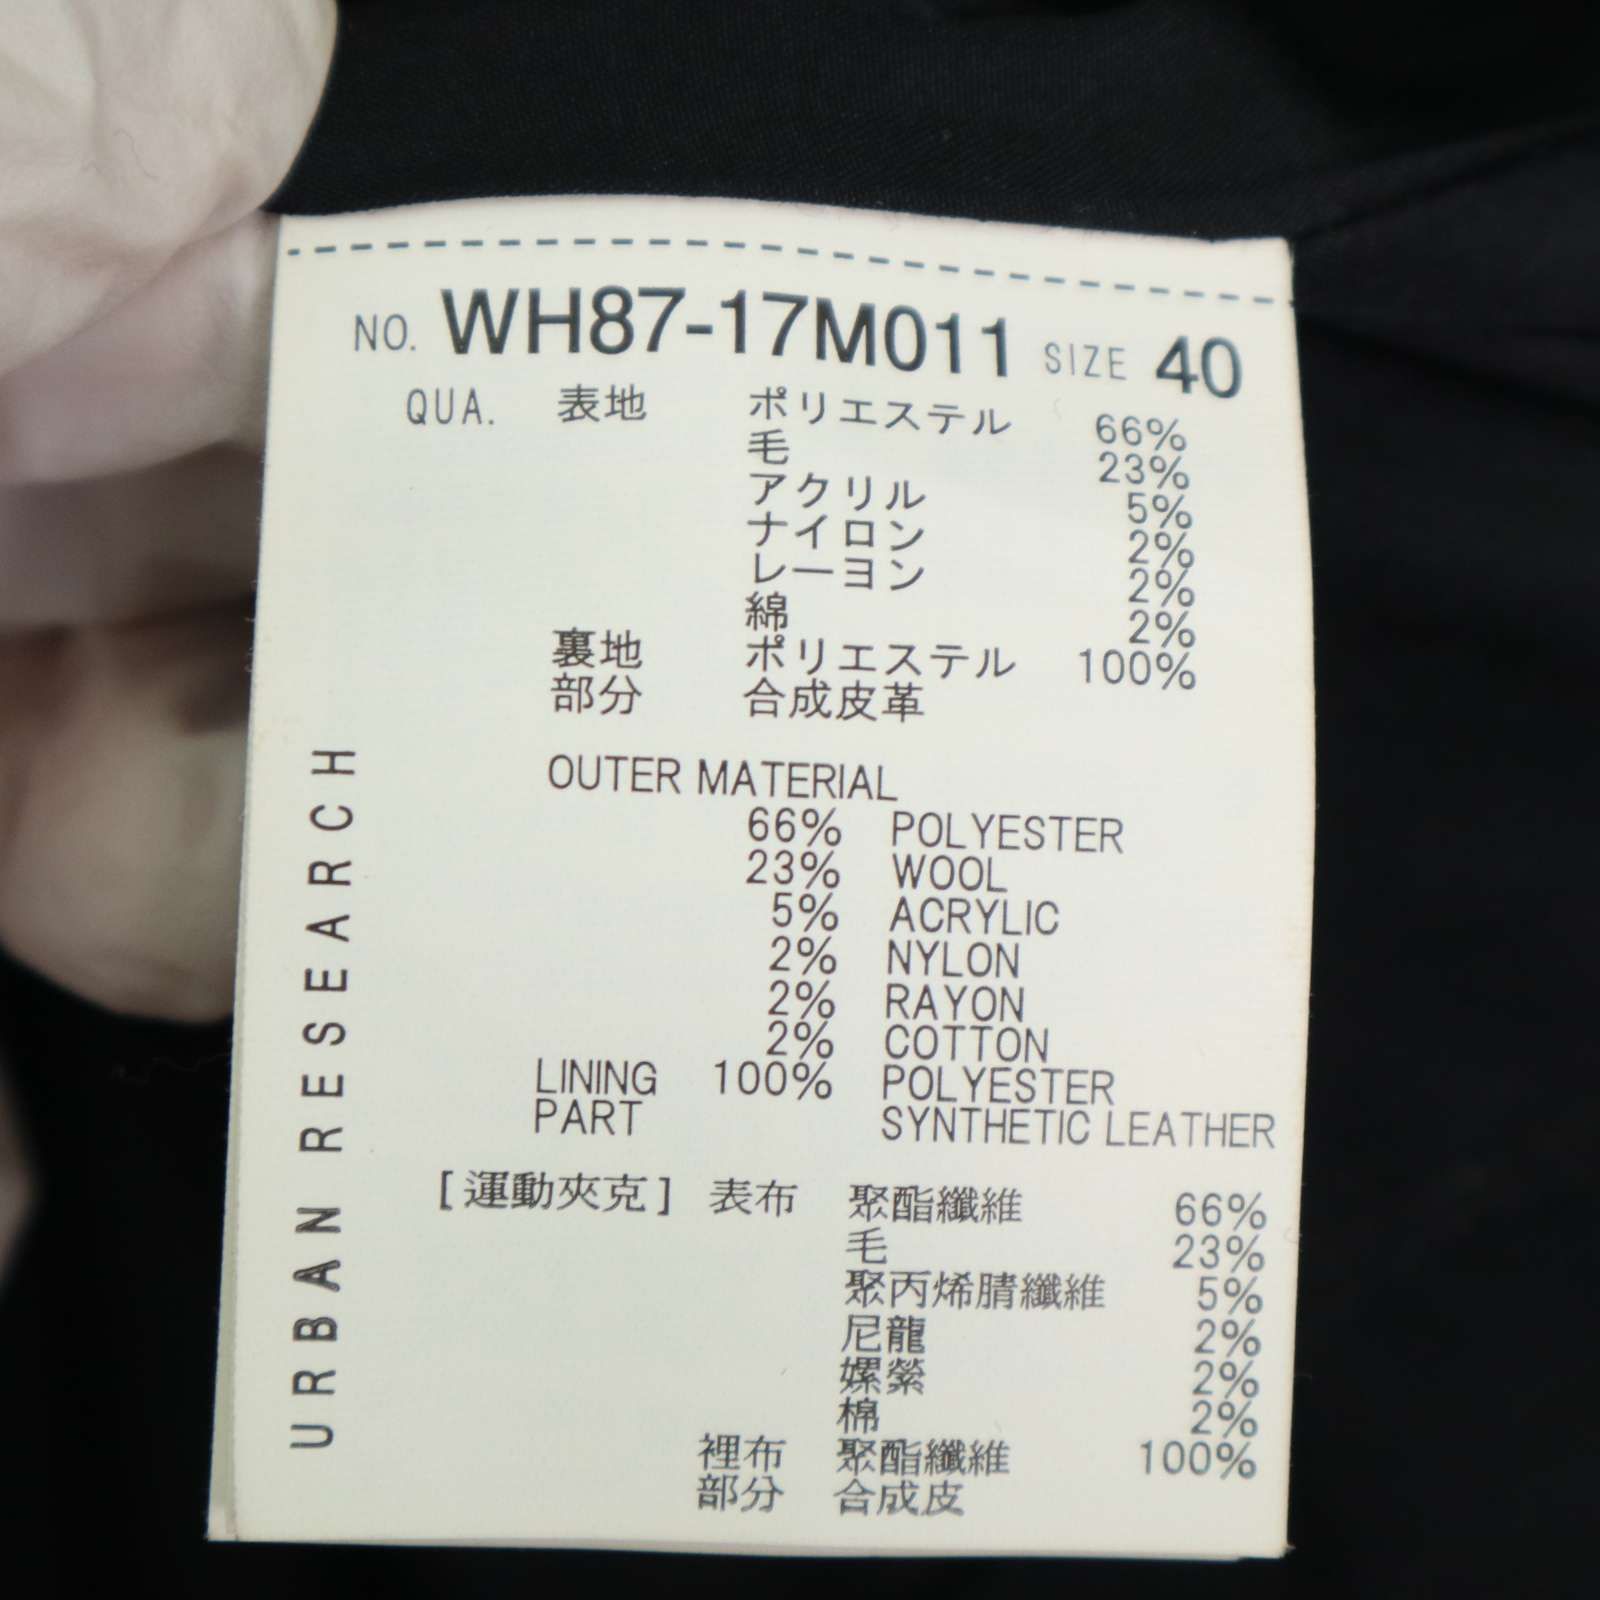 NO. WH87-17M011 SIZE 40
QUA. 表地 ポリエステル 66%
毛 23%
アクリル 5%
ナイロン 2%
レーヨン 2%
綿 2%
裏地 ポリエステル 100%
部分 合成皮革
OUTER MATERIAL
66% POLYESTER
23% WOOL
5% ACRYLIC
2% NYLON
2% RAYON
2% COTTON
LINING 100% POLYESTER
PART SYNTHETIC LEATHER
[運動夾克] 表布 聚酯纖維 66%
毛 23%
聚丙烯腈纖維 5%
尼龍 2%
嫘縈 2%
棉 2%
裡布 聚酯纖維 100%
部分 合成皮
URBAN RESEARCH